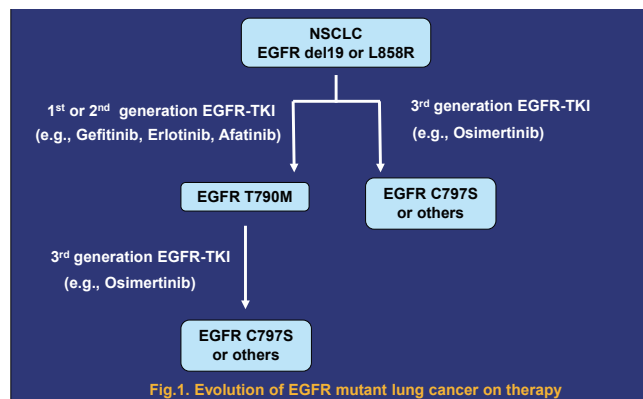 NSCLC
EGFR del19 or L858R
1st or 2nd generation EGFR-TKI
(e.g., Gefitinib, Erlotinib, Afatinib)
3rd generation EGFR-TKI
(e.g., Osimertinib)
EGFR T790M
EGFR C797S
or others
3rd generation EGFR-TKI
(e.g., Osimertinib)
EGFR C797S
or others
Fig.1. Evolution of EGFR mutant lung cancer on therapy